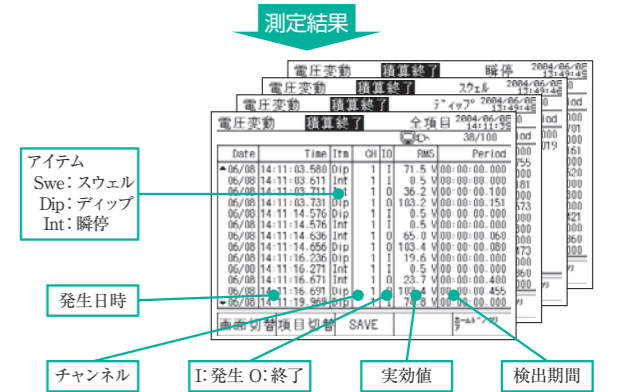 測定結果
電圧変動 積算終了 瞬停 2004/06/08
13:49:45
電圧変動 積算終了 スウェル 2004/06/08
電圧変動 積算終了 ディップ 2004/06/08
電圧変動 積算終了 全項目 2004/06/08
14:11:35
38/100
Date Time Itm CH IO RMS Period
06/08 14:11:03.580 Dip 1 I 71.5 V 00:00:00.000
06/08 14:11:03.611 Int 1 I 0.5 V 00:00:00.000
06/08 14:11:03.711 Int 1 O 36.2 V 00:00:00.100
06/08 14:11:03.731 Dip 1 O 103.2 V 00:00:00.151
06/08 14:11:14.576 Dip 1 I 0.5 V 00:00:00.000
06/08 14:11:14.576 Int 1 I 0.5 V 00:00:00.000
06/08 14:11:14.636 Int 1 O 65.0 V 00:00:00.060
06/08 14:11:14.656 Dip 1 O 103.4 V 00:00:00.080
06/08 14:11:16.236 Dip 1 I 19.6 V 00:00:00.000
06/08 14:11:16.271 Int 1 I 0.5 V 00:00:00.000
06/08 14:11:16.671 Int 1 O 23.7 V 00:00:00.400
06/08 14:11:16.691 Dip 1 O V 00:00:00.455
06/08 14:11:19.969 Dip 1 I 74.8 V 00:00:00.000
画面切替 項目切替 SAVE
アイテム
Swe：スウェル
Dip：ディップ
Int：瞬停
発生日時
チャンネル
I：発生 O：終了
実効値
検出期間